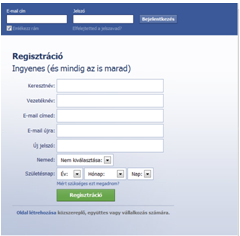 E-mail cím
Jelszó
Bejelentkezés
Emlékezz rám
Elfelejtetted a jelszavad?
Regisztráció
Ingyenes (és mindig az is marad)
Keresztnév:
Vezetéknév:
E-mail címed:
E-mail újra:
Új jelszó:
Nemed: Nem kiválasztása:
Születésnap: Év: Hónap: Nap:
Miért szükséges ezt megadnom?
Regisztráció
Oldal létrehozása közszereplő, együttes vagy vállalkozás számára.